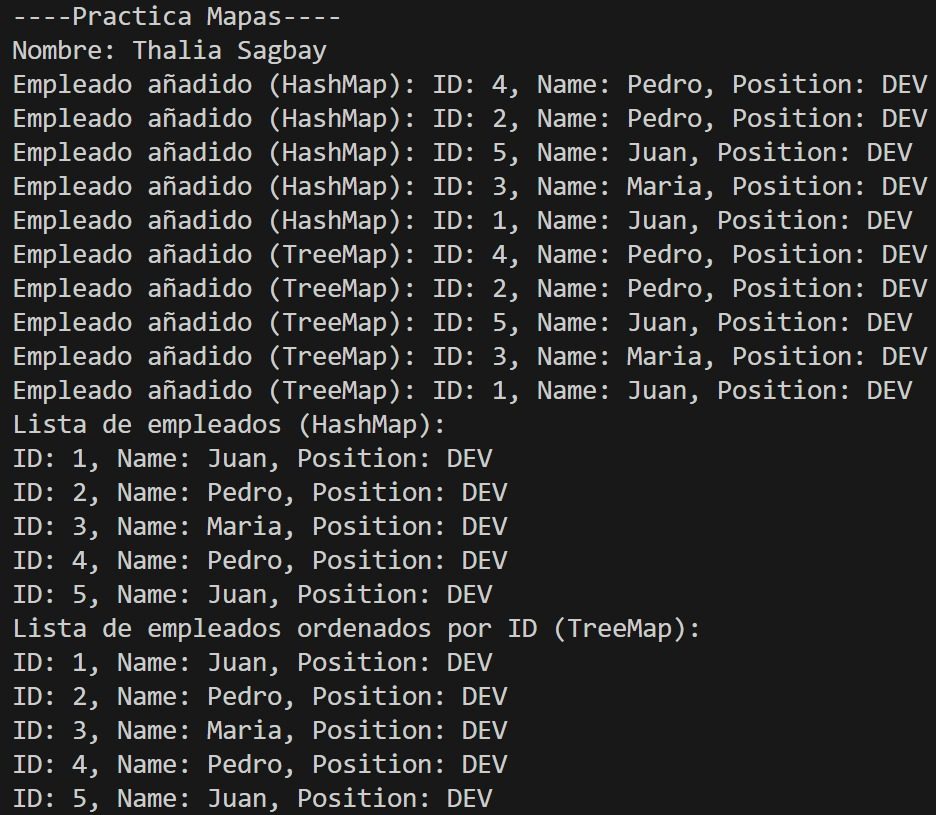 ----Practica Mapas----
Nombre: Thalia Sagbay
Empleado añadido (HashMap): ID: 4, Name: Pedro, Position: DEV
Empleado añadido (HashMap): ID: 2, Name: Pedro, Position: DEV
Empleado añadido (HashMap): ID: 5, Name: Juan, Position: DEV
Empleado añadido (HashMap): ID: 3, Name: Maria, Position: DEV
Empleado añadido (HashMap): ID: 1, Name: Juan, Position: DEV
Empleado añadido (TreeMap): ID: 4, Name: Pedro, Position: DEV
Empleado añadido (TreeMap): ID: 2, Name: Pedro, Position: DEV
Empleado añadido (TreeMap): ID: 5, Name: Juan, Position: DEV
Empleado añadido (TreeMap): ID: 3, Name: Maria, Position: DEV
Empleado añadido (TreeMap): ID: 1, Name: Juan, Position: DEV
Lista de empleados (HashMap):
ID: 1, Name: Juan, Position: DEV
ID: 2, Name: Pedro, Position: DEV
ID: 3, Name: Maria, Position: DEV
ID: 4, Name: Pedro, Position: DEV
ID: 5, Name: Juan, Position: DEV
Lista de empleados ordenados por ID (TreeMap):
ID: 1, Name: Juan, Position: DEV
ID: 2, Name: Pedro, Position: DEV
ID: 3, Name: Maria, Position: DEV
ID: 4, Name: Pedro, Position: DEV
ID: 5, Name: Juan, Position: DEV